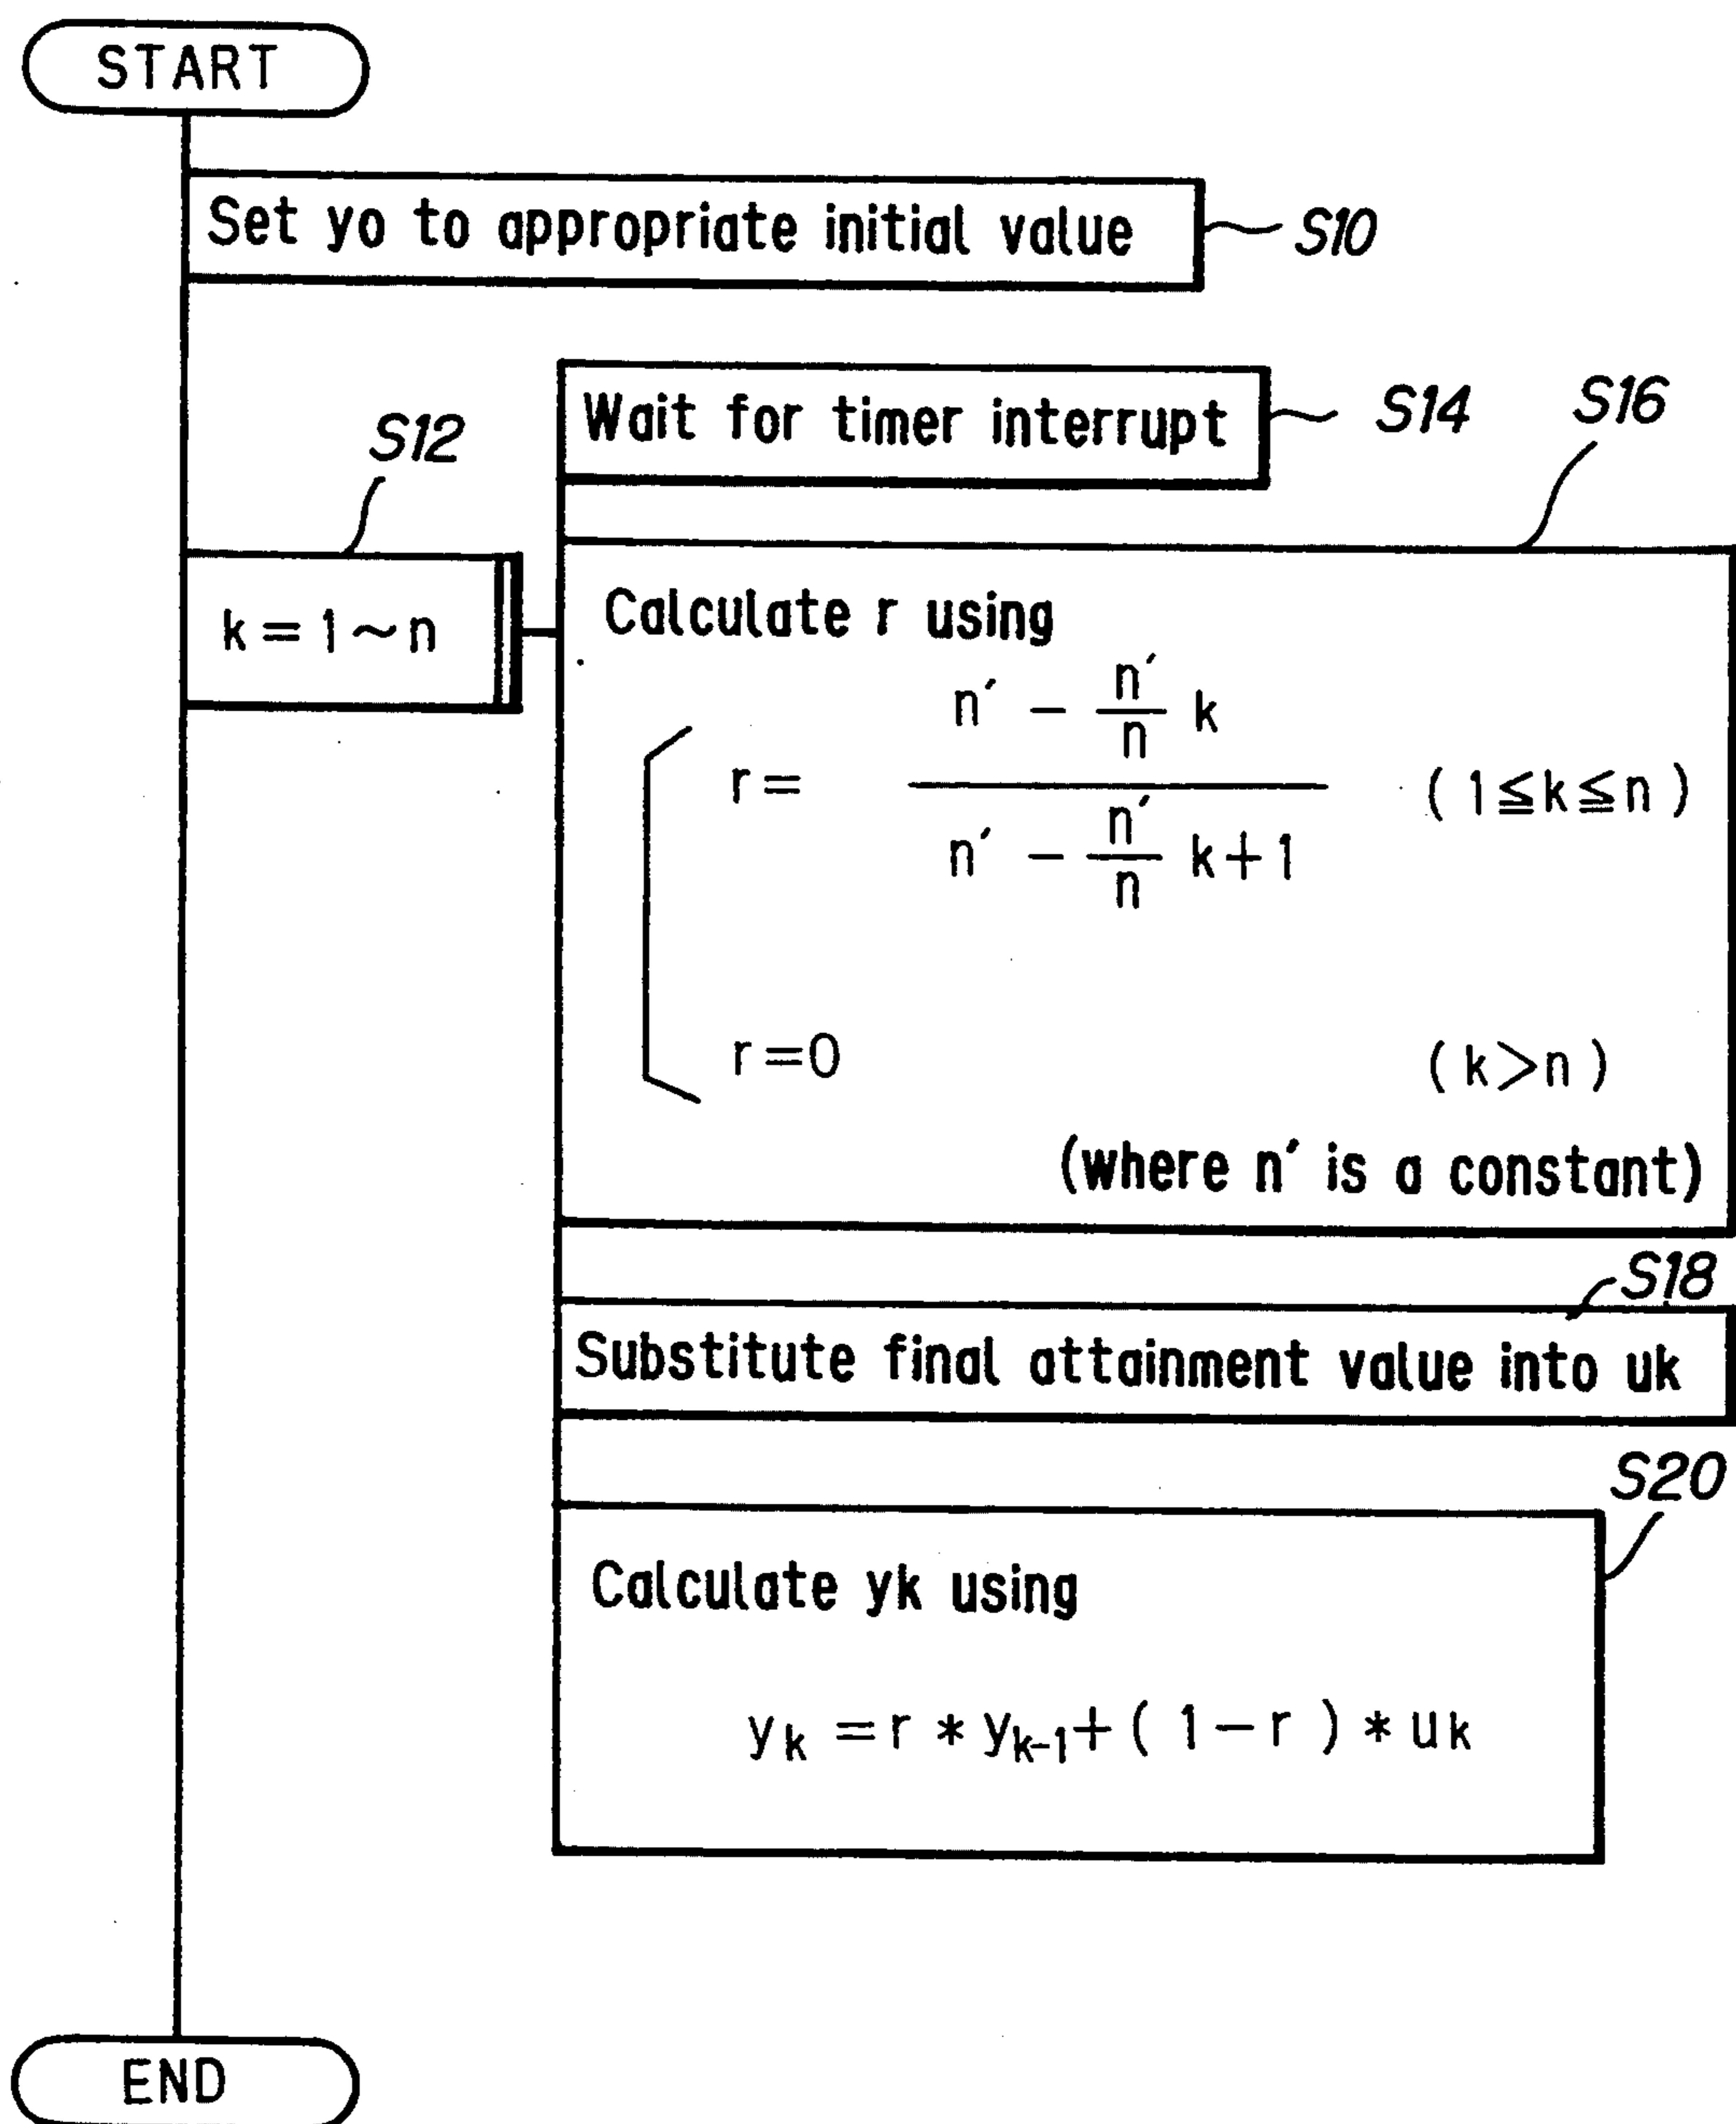 START
Set yo to appropriate initial value
S10
Wait for timer interrupt
S14
S12
k=1~n
S16
Calculate r using
r= (n′ - n′/n k) / (n′ - n′/n k+1) (1≦k≦n)
r=0 (k>n)
(where n′ is a constant)
S18
Substitute final attainment value into uk
S20
Calculate yk using
yk =r * yk-1+( 1-r ) * uk
END